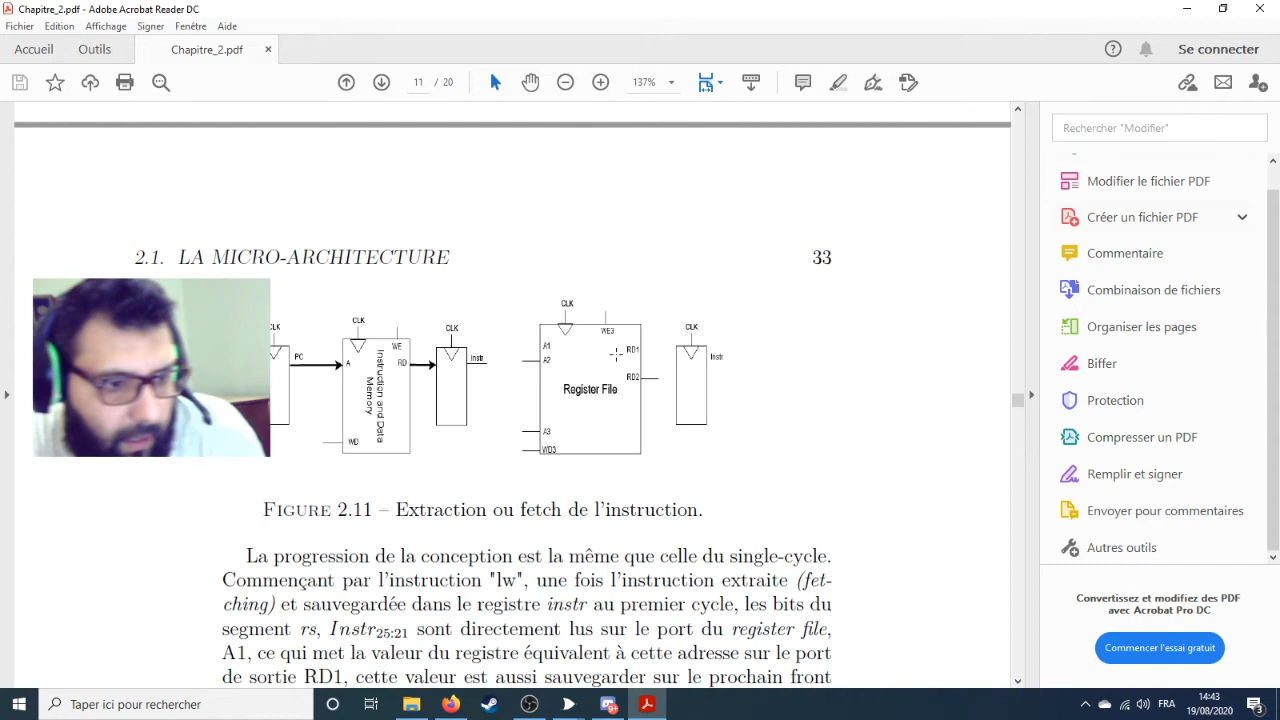 Chapitre_2.pdf - Adobe Acrobat Reader DC
Fichier Edition Affichage Signer Fenêtre Aide
Accueil Outils Chapitre_2.pdf × Se connecter
11 / 20 137%
Rechercher "Modifier"
Modifier le fichier PDF
Créer un fichier PDF
Commentaire
Combinaison de fichiers
Organiser les pages
Biffer
Protection
Compresser un PDF
Remplir et signer
Envoyer pour commentaires
Autres outils
Convertissez et modifiez des PDF
avec Acrobat Pro DC
Commencer l'essai gratuit
2.1. LA MICRO-ARCHITECTURE 33
CLK
PC
CLK
WE
A
RD
Instruction and Data
Memory
WD
CLK
Instr
CLK
WE3
A1
RD1
A2
RD2
Register File
A3
WD3
CLK
Instr
FIGURE 2.11 – Extraction ou fetch de l'instruction.
La progression de la conception est la même que celle du single-cycle.
Commençant par l'instruction "lw", une fois l'instruction extraite (fet-
ching) et sauvegardée dans le registre instr au premier cycle, les bits du
segment rs, Instr25:21 sont directement lus sur le port du register file,
A1, ce qui met la valeur du registre équivalent à cette adresse sur le port
de sortie RD1, cette valeur est aussi sauvegarder sur le prochain front
Taper ici pour rechercher
FRA
14:43
19/08/2020
3